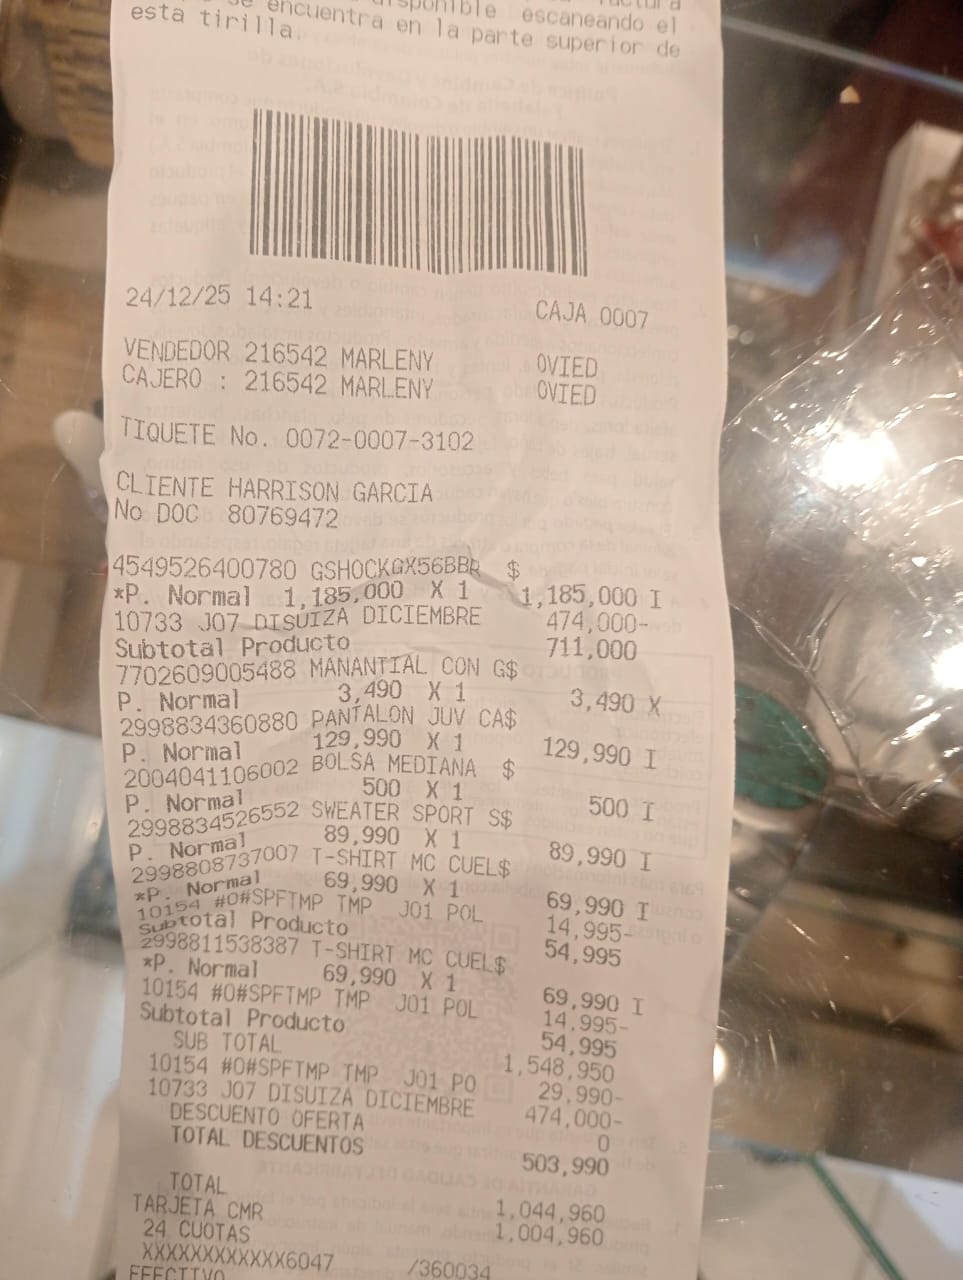 encuentra en la parte superior de
escaneando el
esta tirilla.
24/12/25 14:21 CAJA 0007
VENDEDOR 216542 MARLENY OVIED
CAJERO : 216542 MARLENY OVIED
TIQUETE No. 0072-0007-3102
CLIENTE HARRISON GARCIA
No DOC 80769472
4549526400780 GSHOCKGX56BBR $
*P. Normal 1,185,000 X 1 1,185,000 I
10733 J07 DISUIZA DICIEMBRE 474,000-
Subtotal Producto 711,000
7702609005488 MANANTIAL CON G$
P. Normal 3,490 X 1 3,490 X
2998834360880 PANTALON JUV CA$
P. Normal 129,990 X 1 129,990 I
2004041106002 BOLSA MEDIANA $
P. Normal 500 X 1 500 I
2998834526552 SWEATER SPORT S$
P. Normal 89,990 X 1 89,990 I
2998808737007 T-SHIRT MC CUEL$
*P. Normal 69,990 X 1 69,990 I
10154 #O#SPFTMP TMP J01 POL 14,995-
Subtotal Producto 54,995
2998811538387 T-SHIRT MC CUEL$
*P. Normal 69,990 X 1 69,990 I
10154 #O#SPFTMP TMP J01 POL 14,995-
Subtotal Producto 54,995
SUB TOTAL 1,548,950
10154 #O#SPFTMP TMP J01 PO 29,990-
10733 J07 DISUIZA DICIEMBRE 474,000-
DESCUENTO OFERTA 0
TOTAL DESCUENTOS 503,990
TOTAL 1,044,960
TARJETA CMR 1,004,960
24 CUOTAS
XXXXXXXXXXXX6047 /360034
EFECTIVO